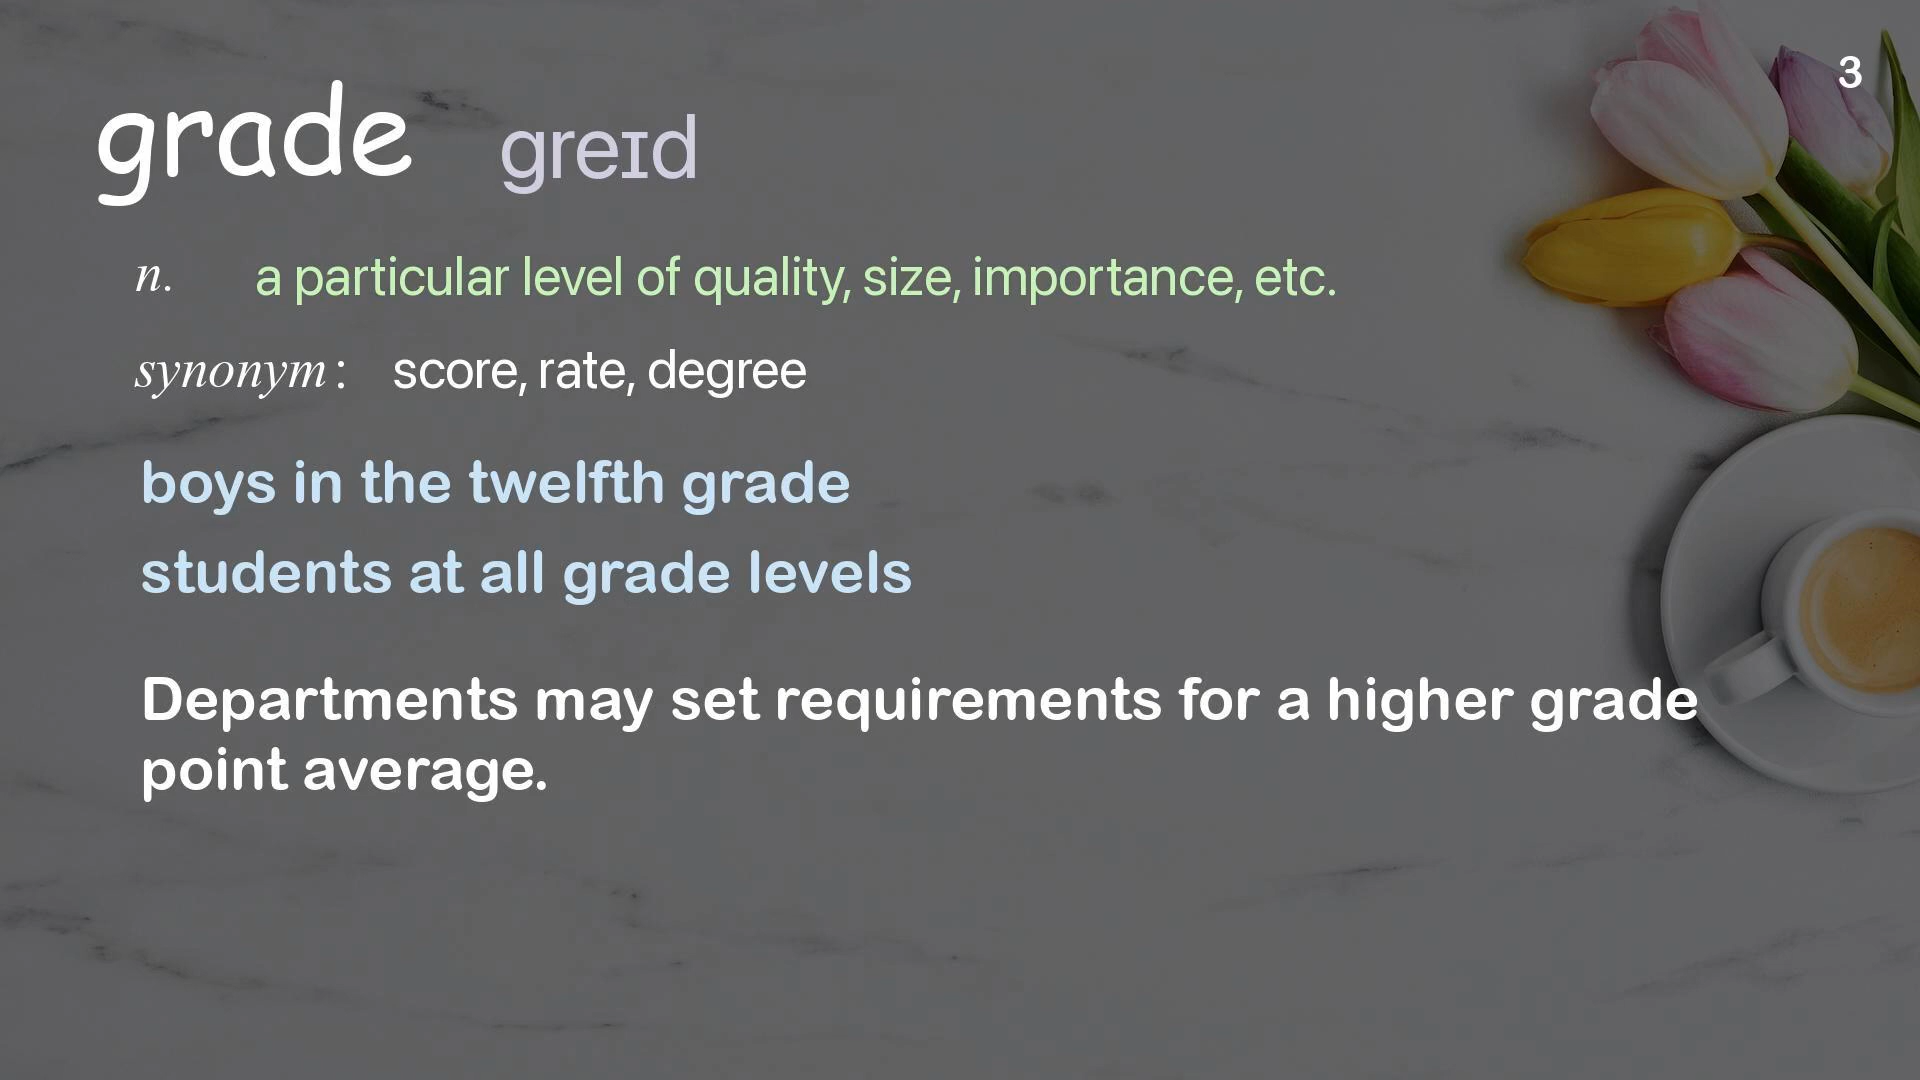 3
grade greɪd
n. a particular level of quality, size, importance, etc.
synonym: score, rate, degree
boys in the twelfth grade
students at all grade levels
Departments may set requirements for a higher grade
point average.